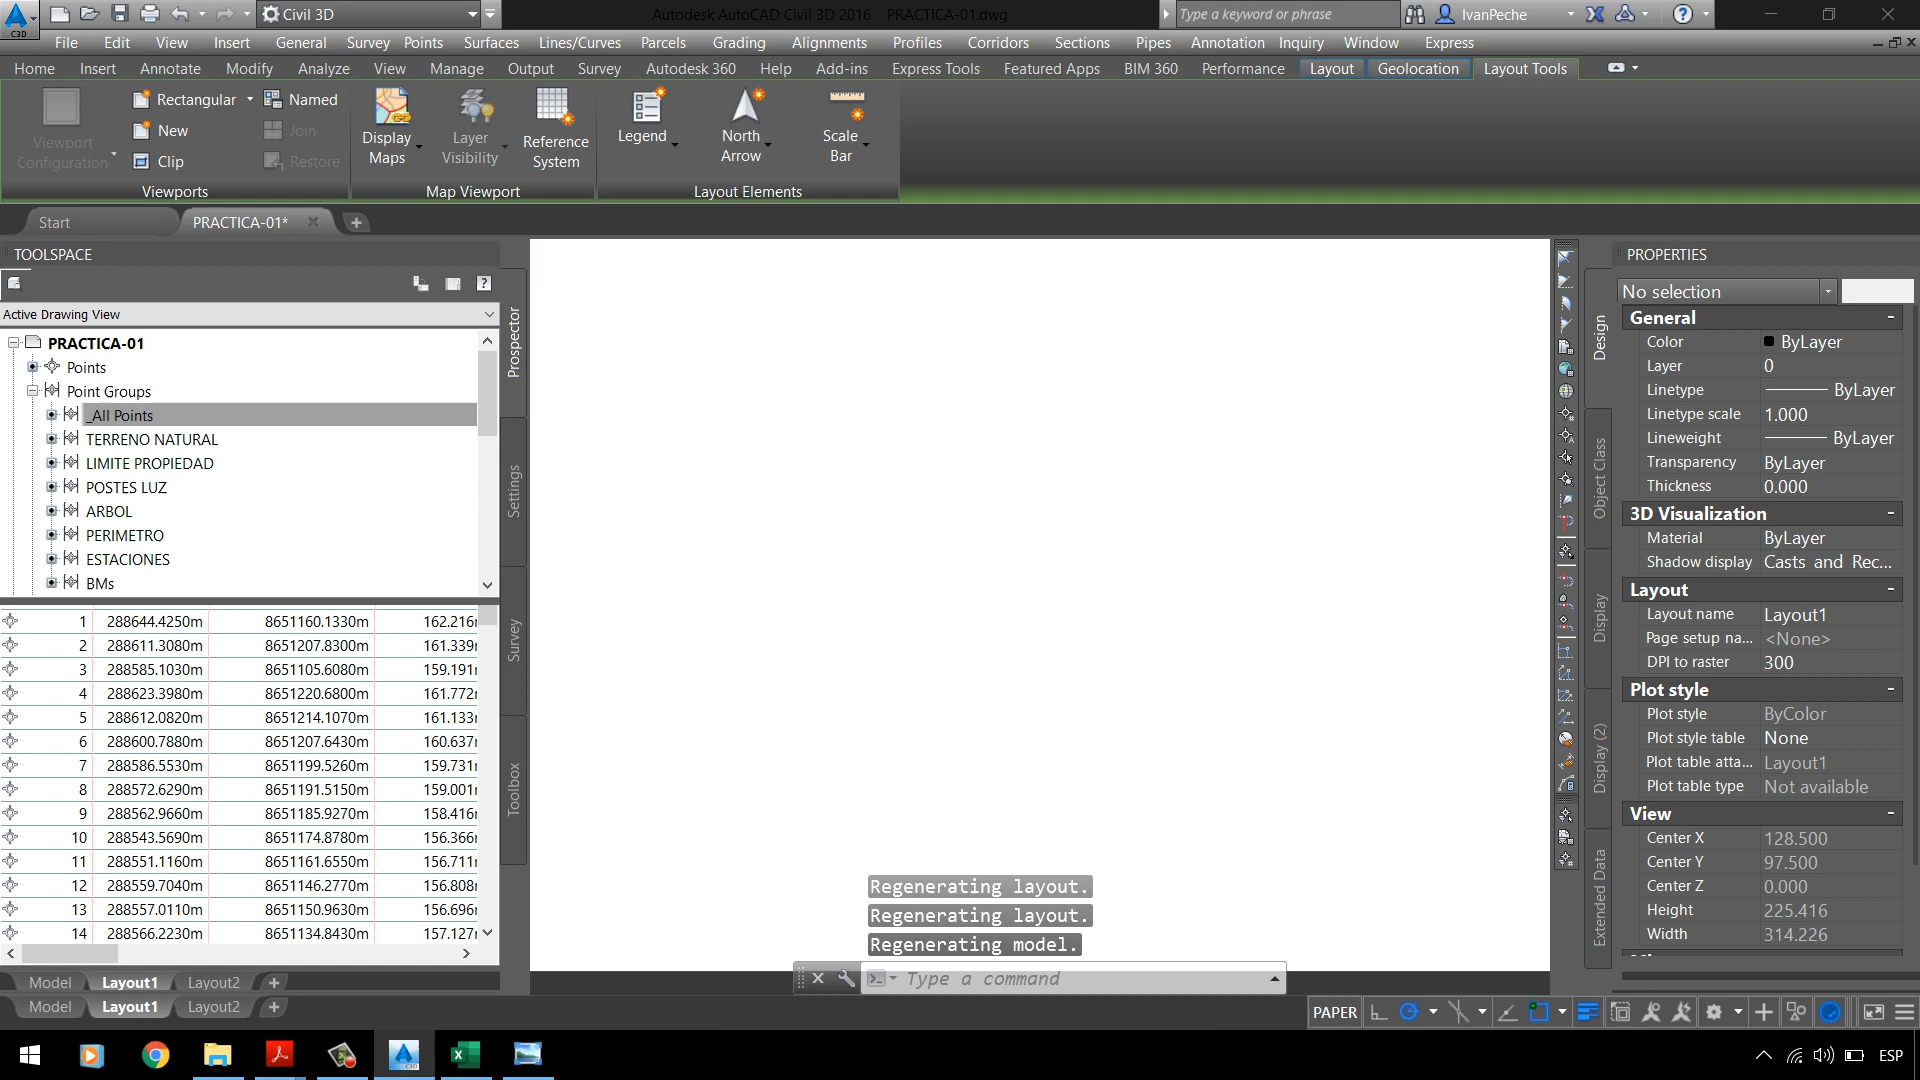 C3D
Civil 3D
Autodesk AutoCAD Civil 3D 2016 PRACTICA-01.dwg
Type a keyword or phrase
IvanPeche
File Edit View Insert General Survey Points Surfaces Lines/Curves Parcels Grading Alignments Profiles Corridors Sections Pipes Annotation Inquiry Window Express
Home Insert Annotate Modify Analyze View Manage Output Survey Autodesk 360 Help Add-ins Express Tools Featured Apps BIM 360 Performance Layout Geolocation Layout Tools
Viewport Configuration
Rectangular
New
Clip
Named
Join
Restore
Viewports
Display Maps
Layer Visibility
Reference System
Map Viewport
Legend
North Arrow
Scale Bar
Layout Elements
Start
PRACTICA-01*
TOOLSPACE
Active Drawing View
PRACTICA-01
Points
Point Groups
_All Points
TERRENO NATURAL
LIMITE PROPIEDAD
POSTES LUZ
ARBOL
PERIMETRO
ESTACIONES
BMs
1 288644.4250m 8651160.1330m 162.216
2 288611.3080m 8651207.8300m 161.339
3 288585.1030m 8651105.6080m 159.191
4 288623.3980m 8651220.6800m 161.772
5 288612.0820m 8651214.1070m 161.133
6 288600.7880m 8651207.6430m 160.637
7 288586.5530m 8651199.5260m 159.731
8 288572.6290m 8651191.5150m 159.001
9 288562.9660m 8651185.9270m 158.416
10 288543.5690m 8651174.8780m 156.366
11 288551.1160m 8651161.6550m 156.711
12 288559.7040m 8651146.2770m 156.808
13 288557.0110m 8651150.9630m 156.696
14 288566.2230m 8651134.8430m 157.127
Prospector
Settings
Survey
Toolbox
Model Layout1 Layout2 +
Model Layout1 Layout2 +
Regenerating layout.
Regenerating layout.
Regenerating model.
Type a command
Design
Object Class
Display
Display (2)
Extended Data
PROPERTIES
No selection
General
Color ByLayer
Layer 0
Linetype ByLayer
Linetype scale 1.000
Lineweight ByLayer
Transparency ByLayer
Thickness 0.000
3D Visualization
Material ByLayer
Shadow display Casts and Rec...
Layout
Layout name Layout1
Page setup na... <None>
DPI to raster 300
Plot style
Plot style ByColor
Plot style table None
Plot table atta... Layout1
Plot table type Not available
View
Center X 128.500
Center Y 97.500
Center Z 0.000
Height 225.416
Width 314.226
PAPER
ESP